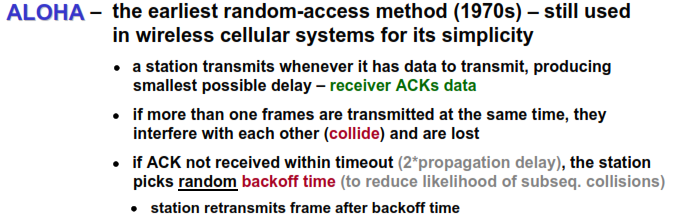 ALOHA – the earliest random-access method (1970s) – still used
in wireless cellular systems for its simplicity
• a station transmits whenever it has data to transmit, producing
smallest possible delay – receiver ACKs data
• if more than one frames are transmitted at the same time, they
interfere with each other (collide) and are lost
• if ACK not received within timeout (2*propagation delay), the station
picks random backoff time (to reduce likelihood of subseq. collisions)
• station retransmits frame after backoff time